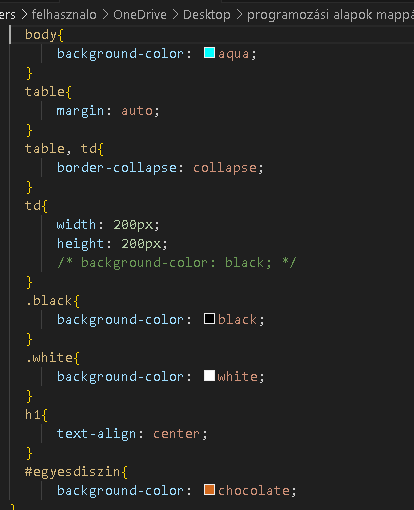 ers > felhasznalo > OneDrive > Desktop > programozási alapok mappá
body{
background-color: aqua;
}
table{
margin: auto;
}
table, td{
border-collapse: collapse;
}
td{
width: 200px;
height: 200px;
/* background-color: black; */
}
.black{
background-color: black;
}
.white{
background-color: white;
}
h1{
text-align: center;
}
#egyesdiszin{
background-color: chocolate;
}